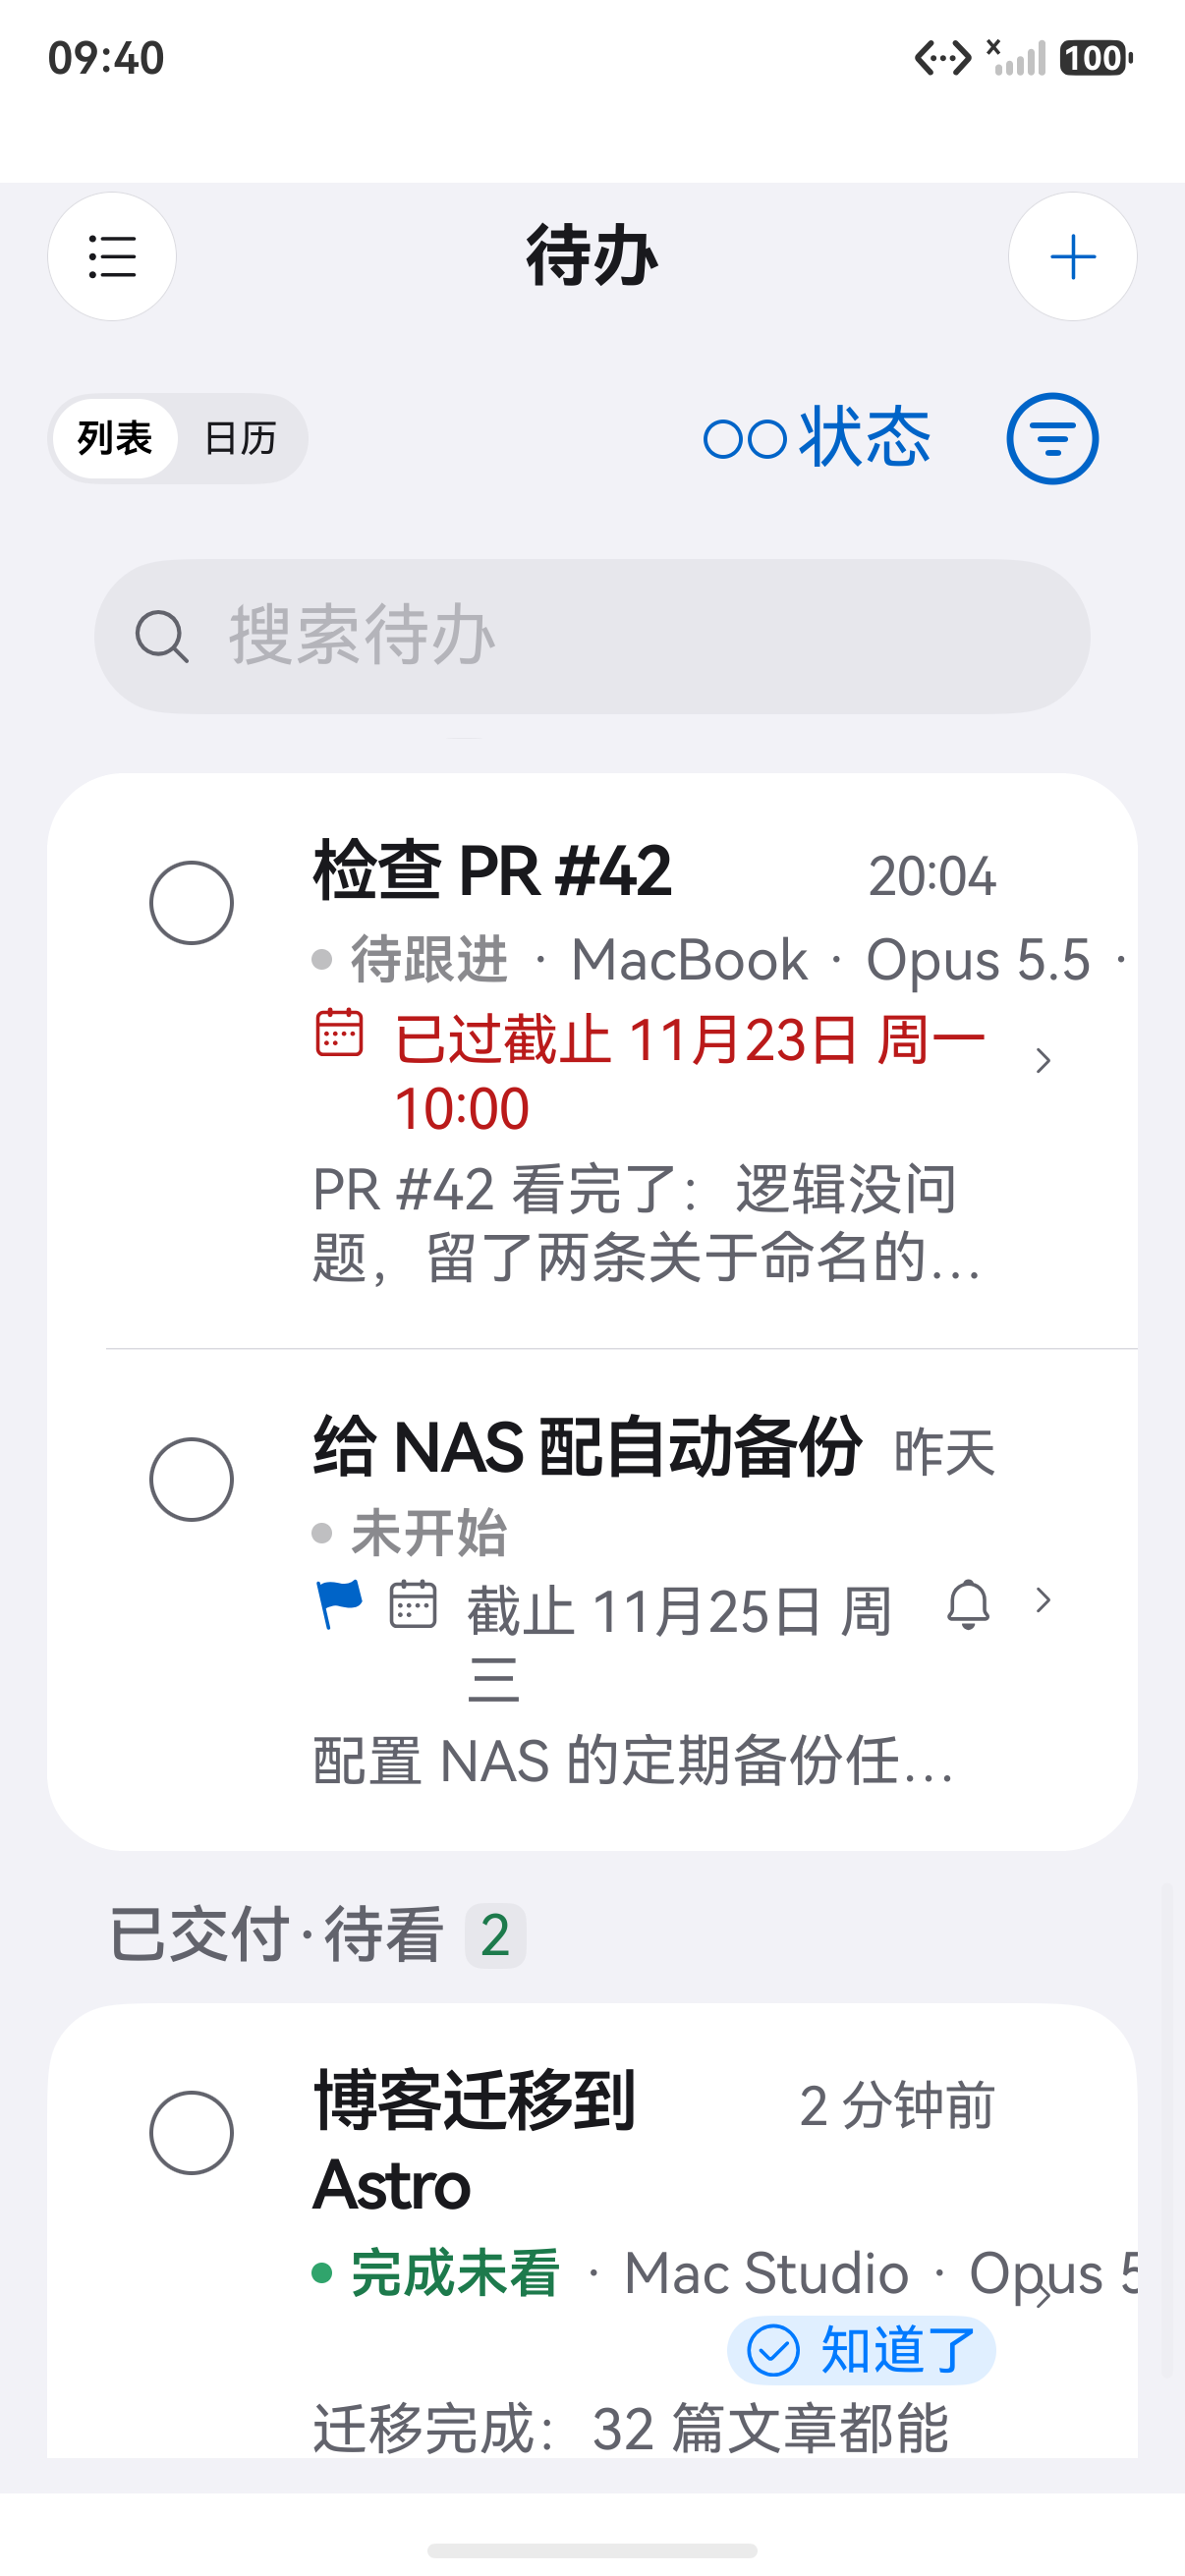 09:40
100
待办
列表 日历
状态
搜索待办
检查 PR #42 20:04
待跟进 · MacBook · Opus 5.5 ·
已过截止 11月23日 周一
10:00
PR #42 看完了：逻辑没问
题，留了两条关于命名的…
给 NAS 配自动备份 昨天
未开始
截止 11月25日 周
三
配置 NAS 的定期备份任…
已交付·待看 2
博客迁移到 2 分钟前
Astro
完成未看 · Mac Studio · Opus 5
知道了
迁移完成：32 篇文章都能